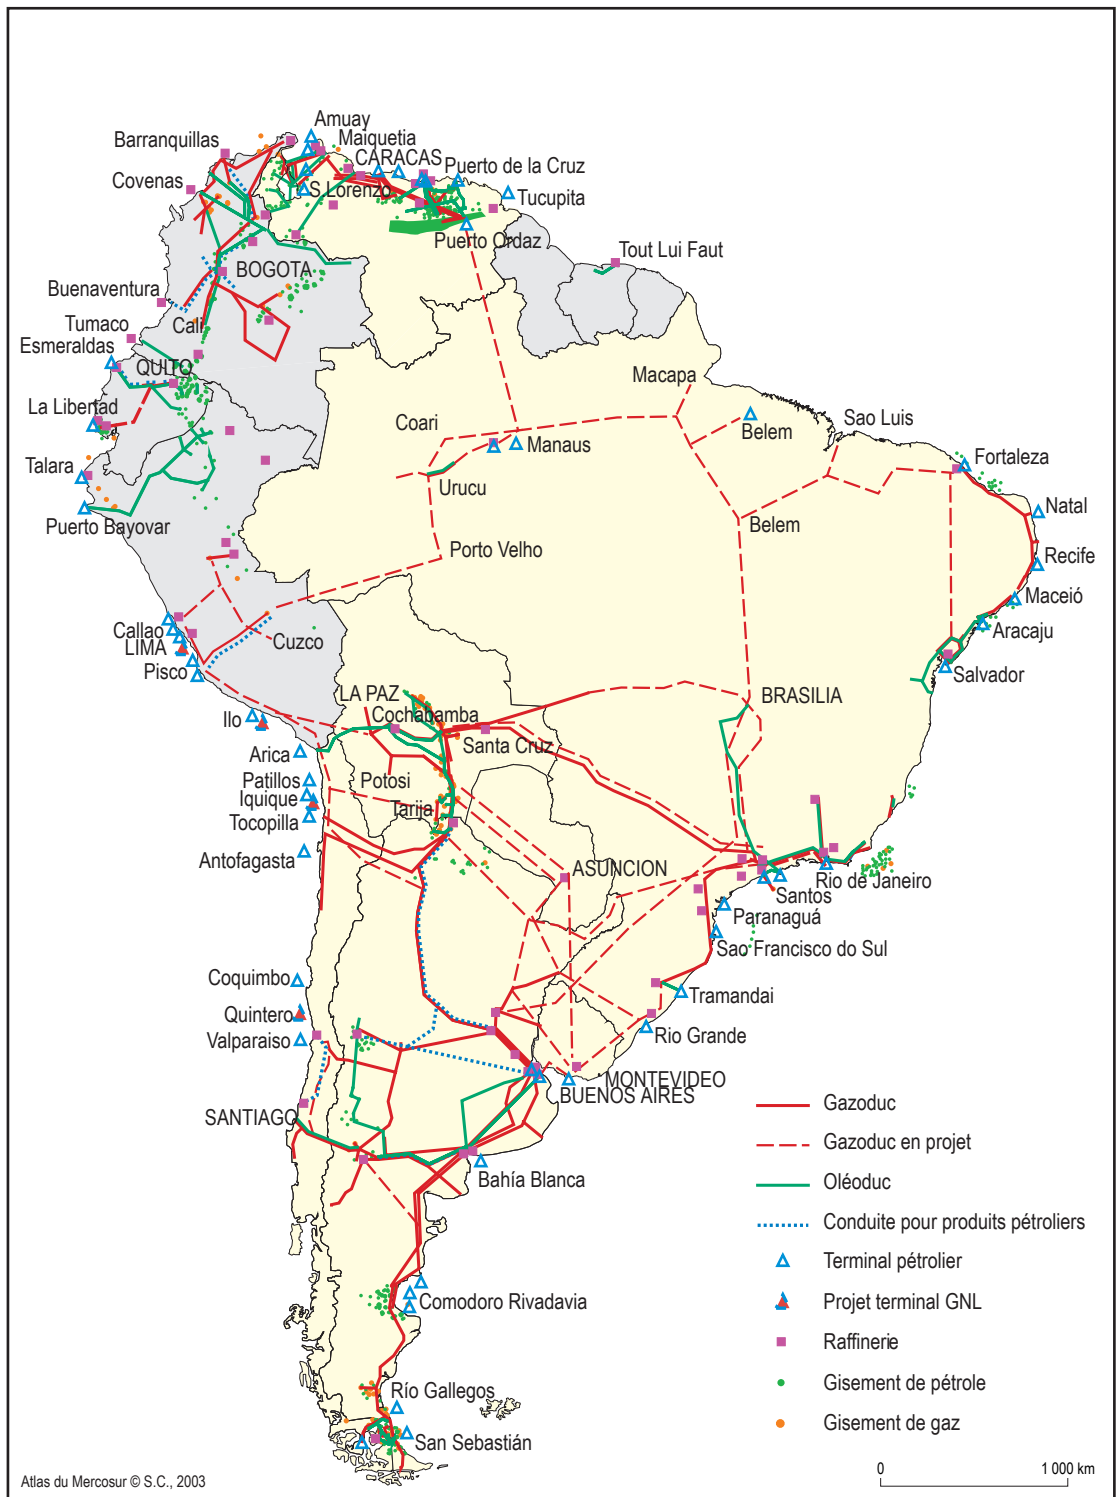 Amuay
Barranquillas
Maiquetia
CARACAS
Puerto de la Cruz
Covenas
S.Lorenzo
Tucupita
Puerto Ordaz
Tout Lui Faut
BOGOTA
Buenaventura
Cali
Tumaco
Esmeraldas
QUITO
Macapa
La Libertad
Coari
Manaus
Belem
Sao Luis
Talara
Urucu
Fortaleza
Puerto Bayovar
Belem
Natal
Porto Velho
Recife
Maceió
Callao
LIMA
Cuzco
Aracaju
Pisco
Salvador
LA PAZ
BRASILIA
Ilo
Cochabamba
Santa Cruz
Arica
Patillos
Potosi
Iquique
Tarija
Tocopilla
Antofagasta
ASUNCION
Rio de Janeiro
Santos
Paranaguá
Sao Francisco do Sul
Coquimbo
Tramandai
Quintero
Rio Grande
Valparaiso
MONTEVIDEO
BUENOS AIRES
SANTIAGO
Bahía Blanca
Comodoro Rivadavia
Río Gallegos
San Sebastián
Gazoduc
Gazoduc en projet
Oléoduc
Conduite pour produits pétroliers
Terminal pétrolier
Projet terminal GNL
Raffinerie
Gisement de pétrole
Gisement de gaz
Atlas du Mercosur © S.C., 2003
0 1 000 km